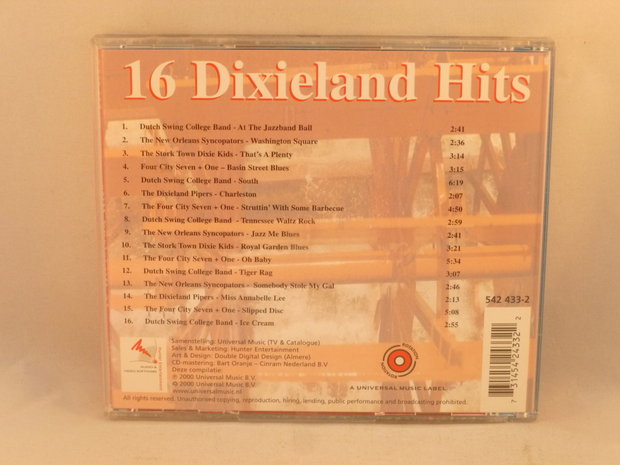 16 Dixieland Hits
1. Dutch Swing College Band - At The Jazzband Ball 2:41
2. The New Orleans Syncopators - Washington Square 2:36
3. The Stork Town Dixie Kids - That's A Plenty 3:14
4. Four City Seven + One – Basin Street Blues 3:15
5. Dutch Swing College Band - South 6:19
6. The Dixieland Pipers - Charleston 2:07
7. The Four City Seven + One - Struttin' With Some Barbecue 4:50
8. Dutch Swing College Band - Tennessee Waltz Rock 2:59
9. The New Orleans Syncopators - Jazz Me Blues 2:41
10. The Stork Town Dixie Kids - Royal Garden Blues 3:21
11. The Four City Seven + One - Oh Baby 5:34
12. Dutch Swing College Band - Tiger Rag 3:07
13. The New Orleans Syncopators - Somebody Stole My Gal 2:46
14. The Dixieland Pipers - Miss Annabelle Lee 2:13
15. The Four City Seven + One - Slipped Disc 5:08
16. Dutch Swing College Band - Ice Cream 2:55
542 433-2
Samenstelling: Universal Music (TV & Catalogue)
Sales & Marketing: Hunter Entertainment
Art & Design: Double Digital Design (Almere)
CD-mastering: Bart Oranje – Cinram Nederland B.V
Deze compilatie:
℗ 2000 Universal Music B.V.
© 2000 Universal Music B.V.
www.universalmusic.nl
ROTATION
A UNIVERSAL MUSIC LABEL
7 31454 24332 2
All rights reserved. Unauthorised copying, reproduction, hiring, lending, public performance and broadcasting prohibited.